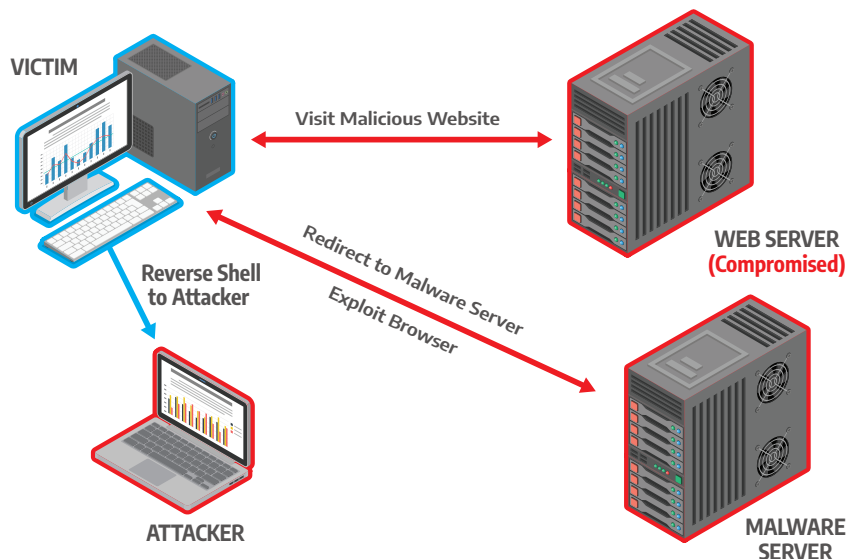 VICTIM
Visit Malicious Website
WEB SERVER
(Compromised)
Redirect to Malware Server
Exploit Browser
Reverse Shell
to Attacker
ATTACKER
MALWARE
SERVER